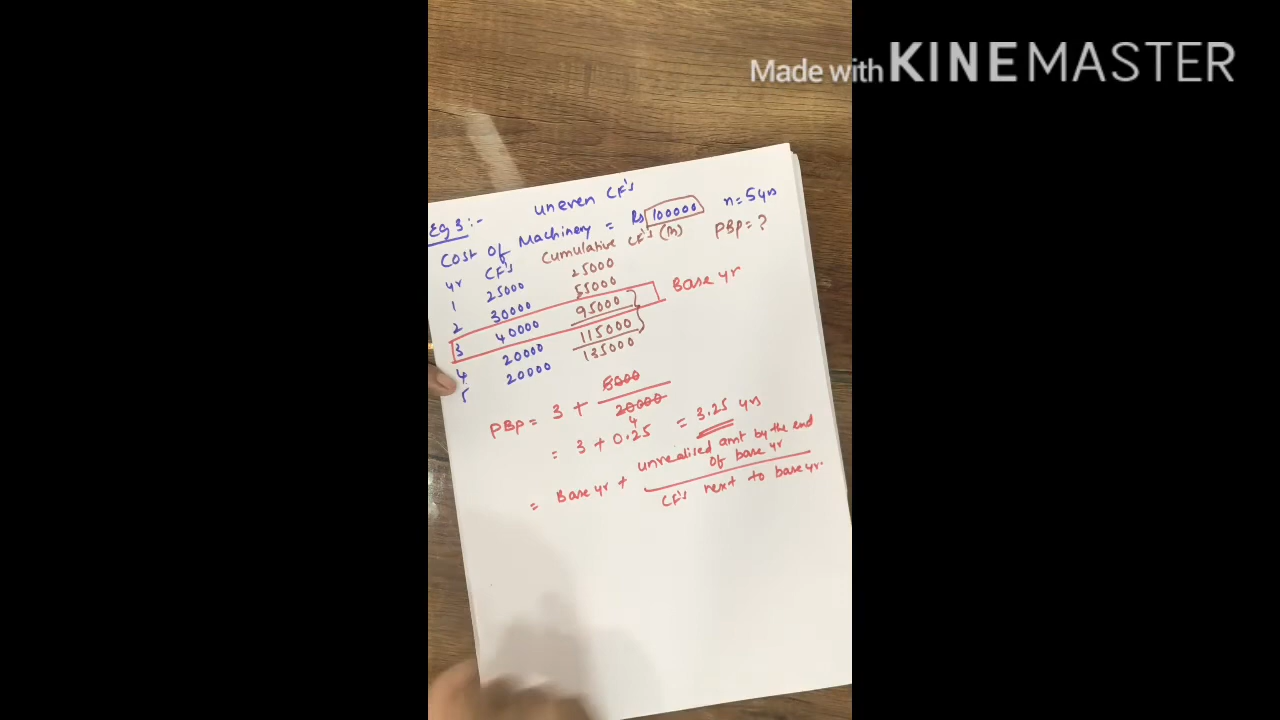 Made with KINEMASTER
Eg 3:- uneven CF's
Cost of Machinery = Rs 100000 n=5yrs
yr CF's Cumulative CF's (Rs) PBP=?
1 25000 25000
2 30000 55000
3 40000 95000 Base yr
4 20000 115000
5 20000 135000
PBP = 3 + 5000
20000
4
= 3 + 0.25 = 3.25 yrs
= Base yr + unrealised amt by the end
of base yr
CF's next to base yr.